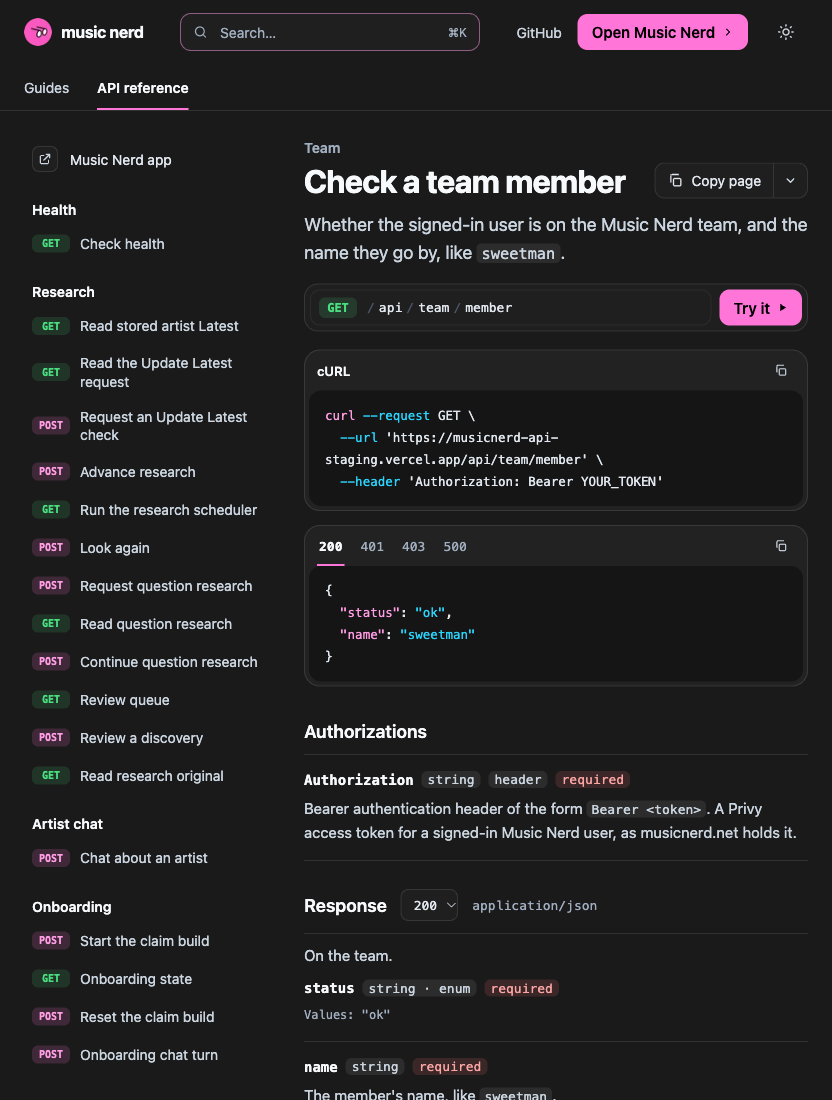 music nerd
Search...
⌘K
GitHub
Open Music Nerd
Guides
API reference
Music Nerd app
Health
GET Check health
Research
GET Read stored artist Latest
GET Read the Update Latest
request
POST Request an Update Latest
check
POST Advance research
GET Run the research scheduler
POST Look again
POST Request question research
GET Read question research
POST Continue question research
GET Review queue
POST Review a discovery
GET Read research original
Artist chat
POST Chat about an artist
Onboarding
POST Start the claim build
GET Onboarding state
POST Reset the claim build
POST Onboarding chat turn
Team
Check a team member
Copy page
Whether the signed-in user is on the Music Nerd team, and the
name they go by, like sweetman.
GET /api/team/member
Try it
cURL
curl --request GET \
--url 'https://musicnerd-api-
staging.vercel.app/api/team/member' \
--header 'Authorization: Bearer YOUR_TOKEN'
200 401 403 500
{
"status": "ok",
"name": "sweetman"
}
Authorizations
Authorization string header required
Bearer authentication header of the form Bearer <token>. A Privy
access token for a signed-in Music Nerd user, as musicnerd.net holds it.
Response 200 application/json
On the team.
status string · enum required
Values: "ok"
name string required
The member's name, like sweetman.